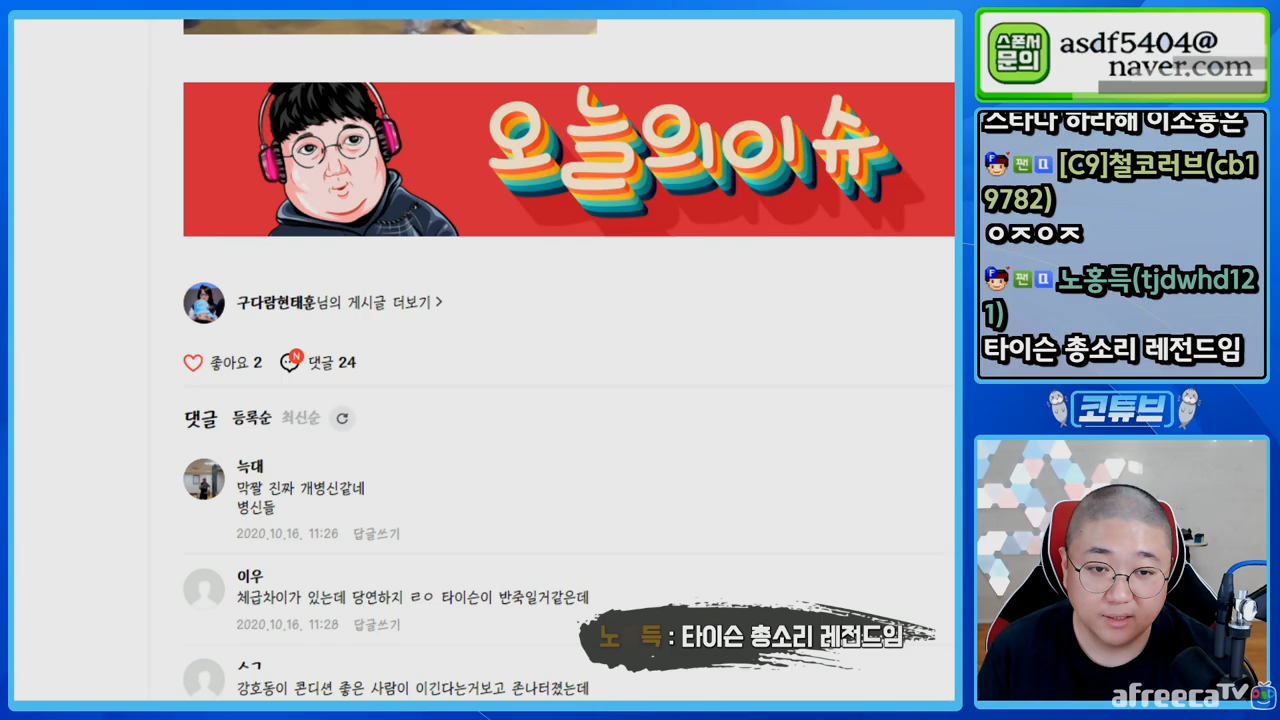 오늘의이슈
구다람현태훈님의 게시글 더보기 >
좋아요 2 N 댓글 24
댓글 등록순 최신순
늑대
막짤 진짜 개병신같네
병신들
2020.10.16. 11:26 답글쓰기
이우
체급차이가 있는데 당연하지 ㄹㅇ 타이슨이 반죽일거같은데
2020.10.16. 11:28 답글쓰기
강호동이 콘디션 좋은 사람이 이긴다는거보고 존나터졌는데
노 득 : 타이슨 총소리 레전드임
스폰서
문의
asdf5404@
naver.com
스타나 하라해 이소룡은
F 팬 [C9]철코러브(cb1
9782)
ㅇㅈㅇㅈ
F 팬 노홍득(tjdwhd12
1)
타이슨 총소리 레전드임
코튜브
afreecaTV